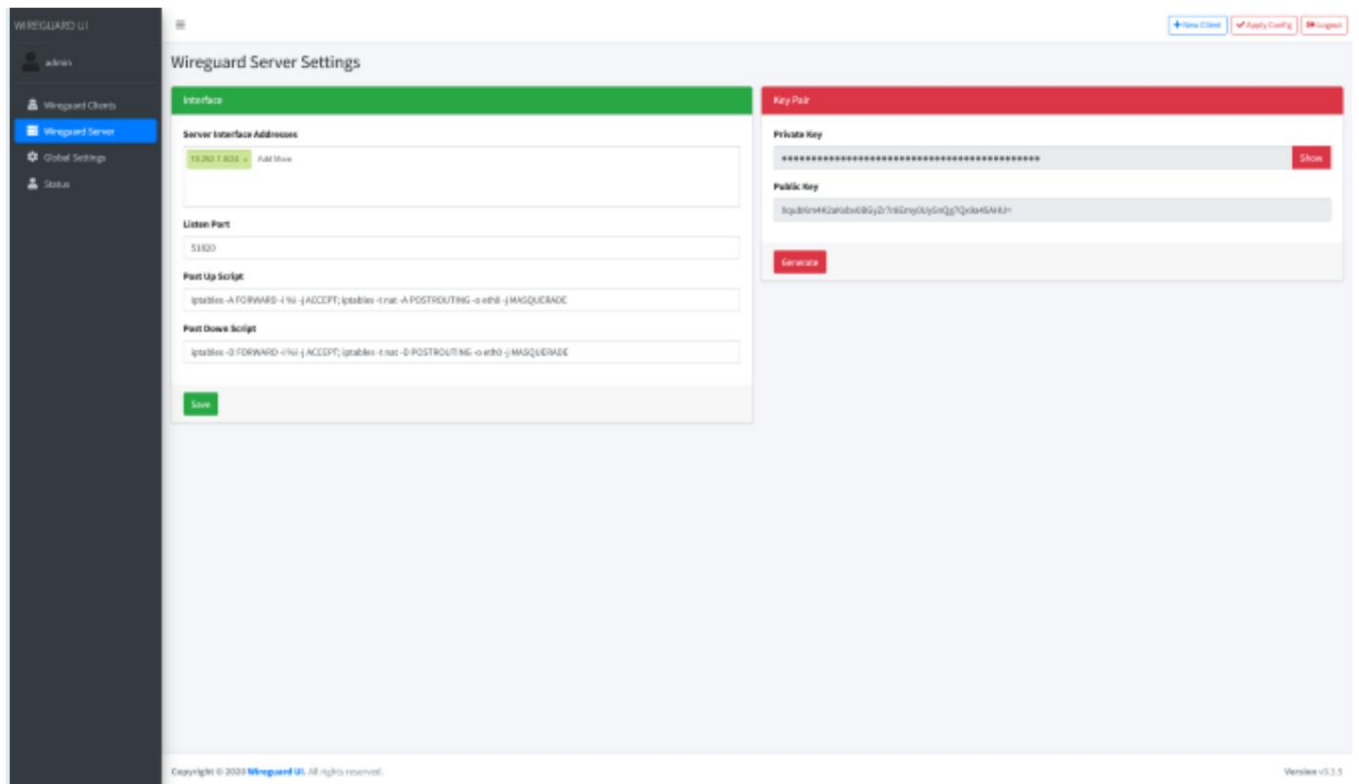 WIREGUARD UI
+ New Client
Apply Config
Logout
admin
Wireguard Clients
Wireguard Server
Global Settings
Status
Wireguard Server Settings
Interface
Server Interface Addresses
Add More
Listen Port
51820
Post Up Script
iptables -A FORWARD -i %i -j ACCEPT; iptables -t nat -A POSTROUTING -o eth0 -j MASQUERADE
Post Down Script
iptables -D FORWARD -i %i -j ACCEPT; iptables -t nat -D POSTROUTING -o eth0 -j MASQUERADE
Save
Key Pair
Private Key
Show
Public Key
Generate
Copyright © 2020 Wireguard UI. All rights reserved.
Version